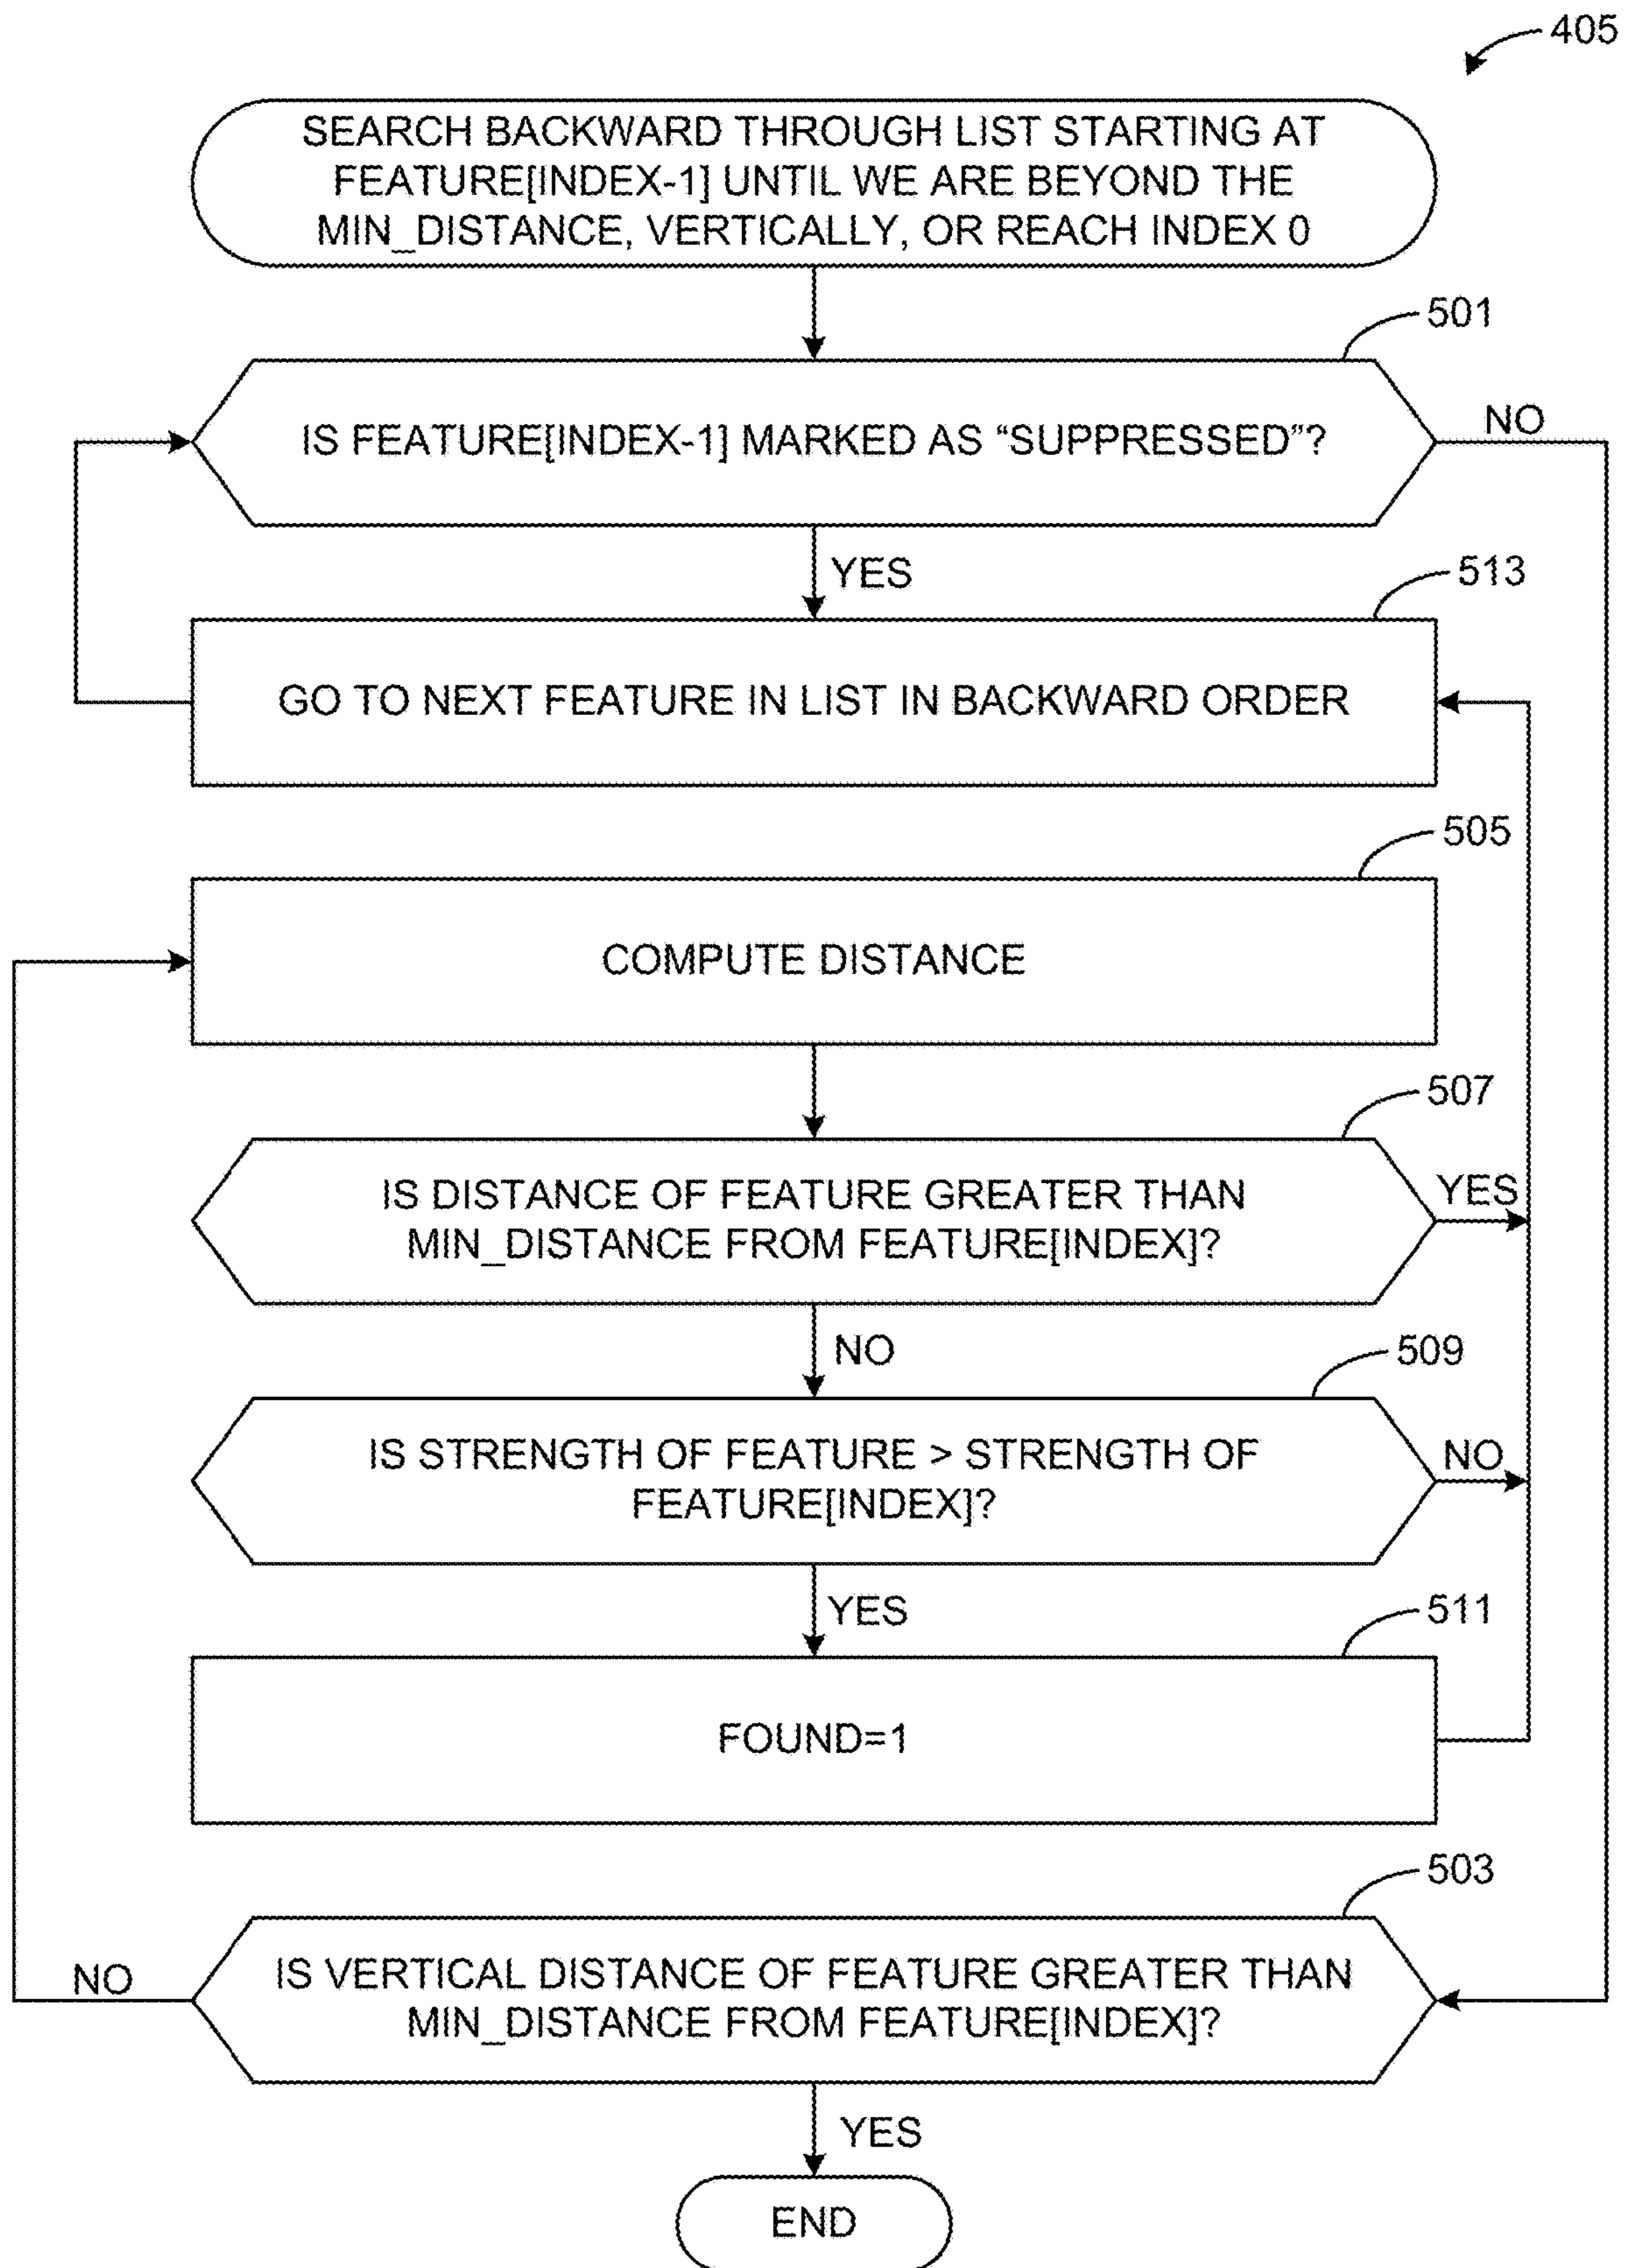 405
SEARCH BACKWARD THROUGH LIST STARTING AT
FEATURE[INDEX-1] UNTIL WE ARE BEYOND THE
MIN_DISTANCE, VERTICALLY, OR REACH INDEX 0
501
IS FEATURE[INDEX-1] MARKED AS “SUPPRESSED”?
NO
YES
513
GO TO NEXT FEATURE IN LIST IN BACKWARD ORDER
505
COMPUTE DISTANCE
507
IS DISTANCE OF FEATURE GREATER THAN
MIN_DISTANCE FROM FEATURE[INDEX]?
YES
NO
509
IS STRENGTH OF FEATURE > STRENGTH OF
FEATURE[INDEX]?
NO
YES
511
FOUND=1
503
IS VERTICAL DISTANCE OF FEATURE GREATER THAN
MIN_DISTANCE FROM FEATURE[INDEX]?
NO
YES
END